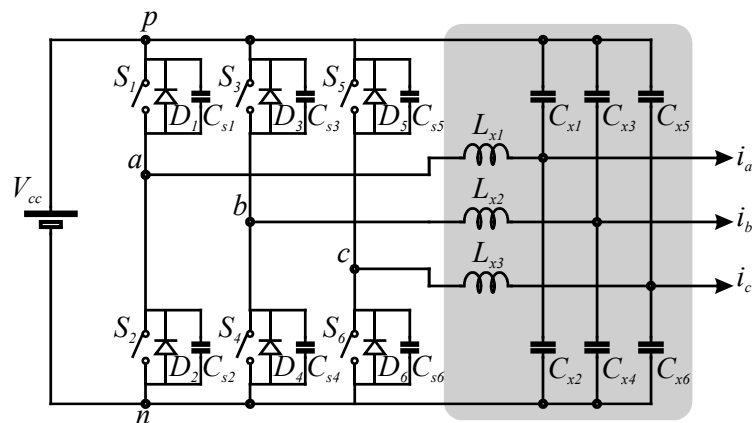 p
S1 D1 Cs1 S3 D3 Cs3 S5 D5 Cs5
Cx1 Cx3 Cx5
Lx1
a ia
Vcc
b Lx2 ib
c Lx3 ic
S2 D2 Cs2 S4 D4 Cs4 S6 D6 Cs6
Cx2 Cx4 Cx6
n